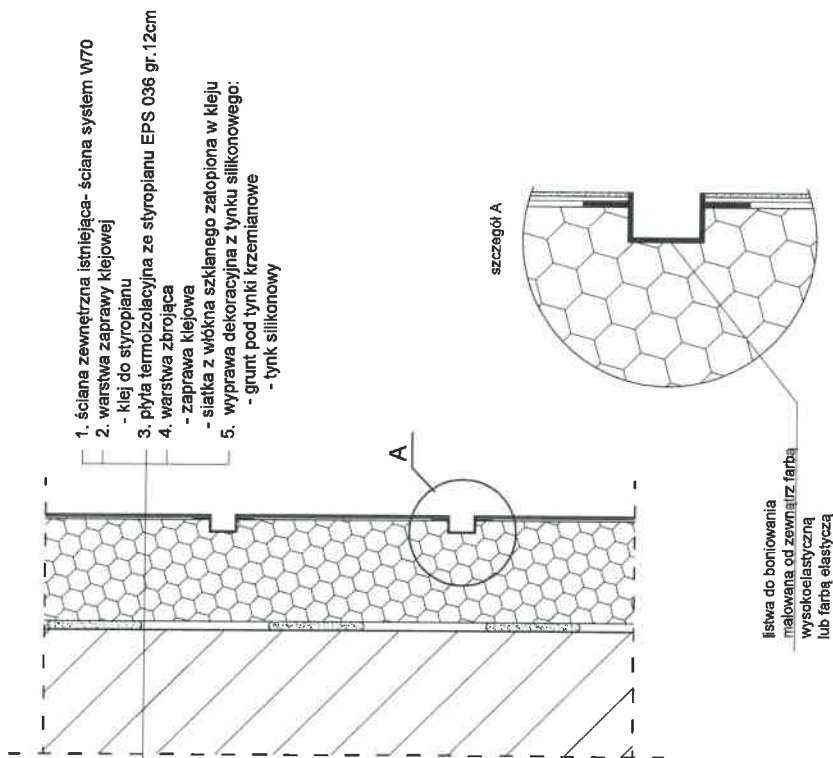 1. ściana zewnętrzna istniejąca- ściana system W70
2. warstwa zaprawy klejowej
- klej do styropianu
3. płyta termoizolacyjna ze styropianu EPS 036 gr.12cm
4. warstwa zbrojąca
- zaprawa klejowa
- siatka z włókna szklanego zatopiona w kleju
5. wyprawa dekoracyjna z tynku silikonowego:
- grunt pod tynki krzemianowe
- tynk silikonowy
A
szczegół A
listwa do boniowania
malowana od zewnątrz farbą
wysokoelastyczną
lub farbą elastyczą